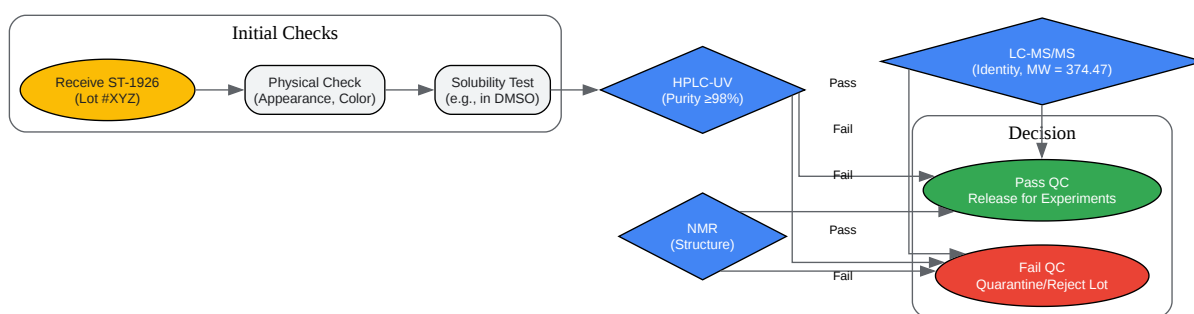 Initial Checks
Receive ST-1926
(Lot #XYZ)
Physical Check
(Appearance, Color)
Solubility Test
(e.g., in DMSO)
HPLC-UV
(Purity ≥98%)
LC-MS/MS
(Identity, MW = 374.47)
Pass
Fail
Fail
Decision
Pass QC
Release for Experiments
NMR
(Structure)
Pass
Fail
Fail QC
Quarantine/Reject Lot